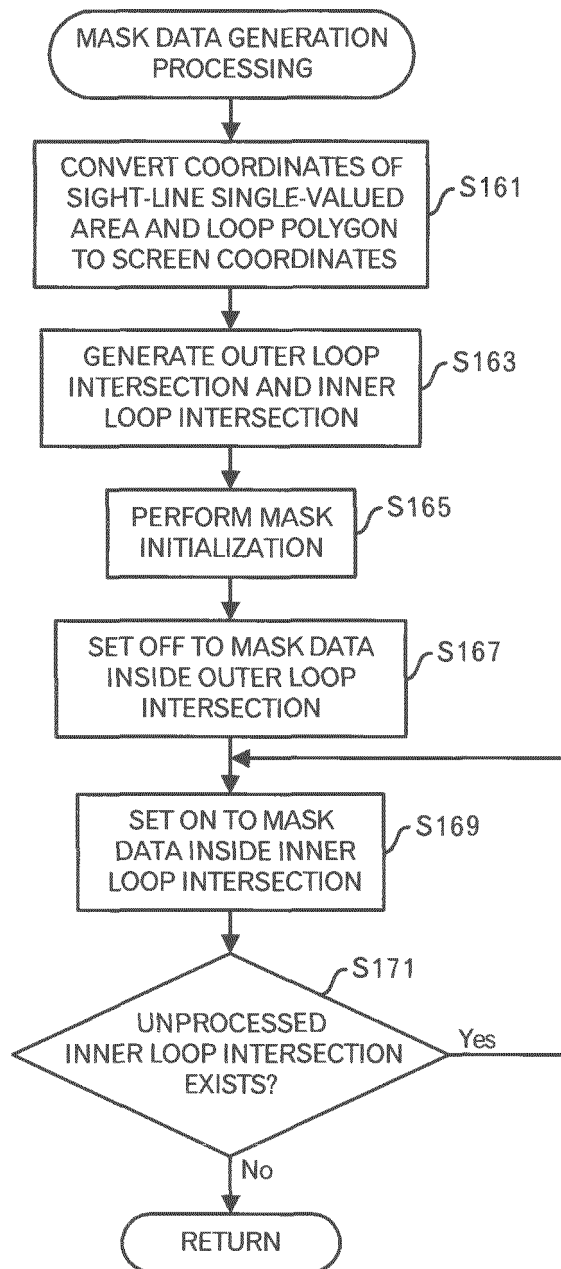 MASK DATA GENERATION
PROCESSING
CONVERT COORDINATES OF
SIGHT-LINE SINGLE-VALUED
AREA AND LOOP POLYGON
TO SCREEN COORDINATES
S161
GENERATE OUTER LOOP
INTERSECTION AND INNER
LOOP INTERSECTION
S163
PERFORM MASK
INITIALIZATION
S165
SET OFF TO MASK DATA
INSIDE OUTER LOOP
INTERSECTION
S167
SET ON TO MASK
DATA INSIDE INNER
LOOP INTERSECTION
S169
S171
UNPROCESSED
INNER LOOP INTERSECTION
EXISTS?
Yes
No
RETURN